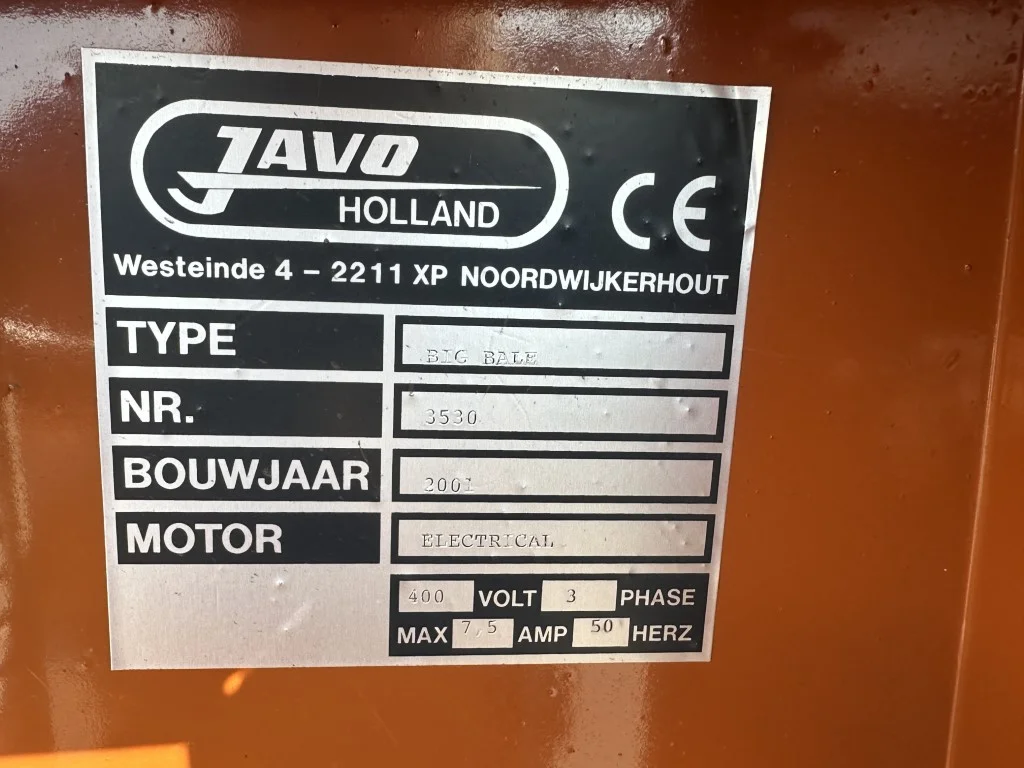 JAVO
HOLLAND
CE
Westeinde 4 – 2211 XP NOORDWIJKERHOUT
TYPE BIG BALE
NR. 3530
BOUWJAAR 2001
MOTOR ELECTRICAL
400 VOLT 3 PHASE
MAX 7,5 AMP 50 HERZ